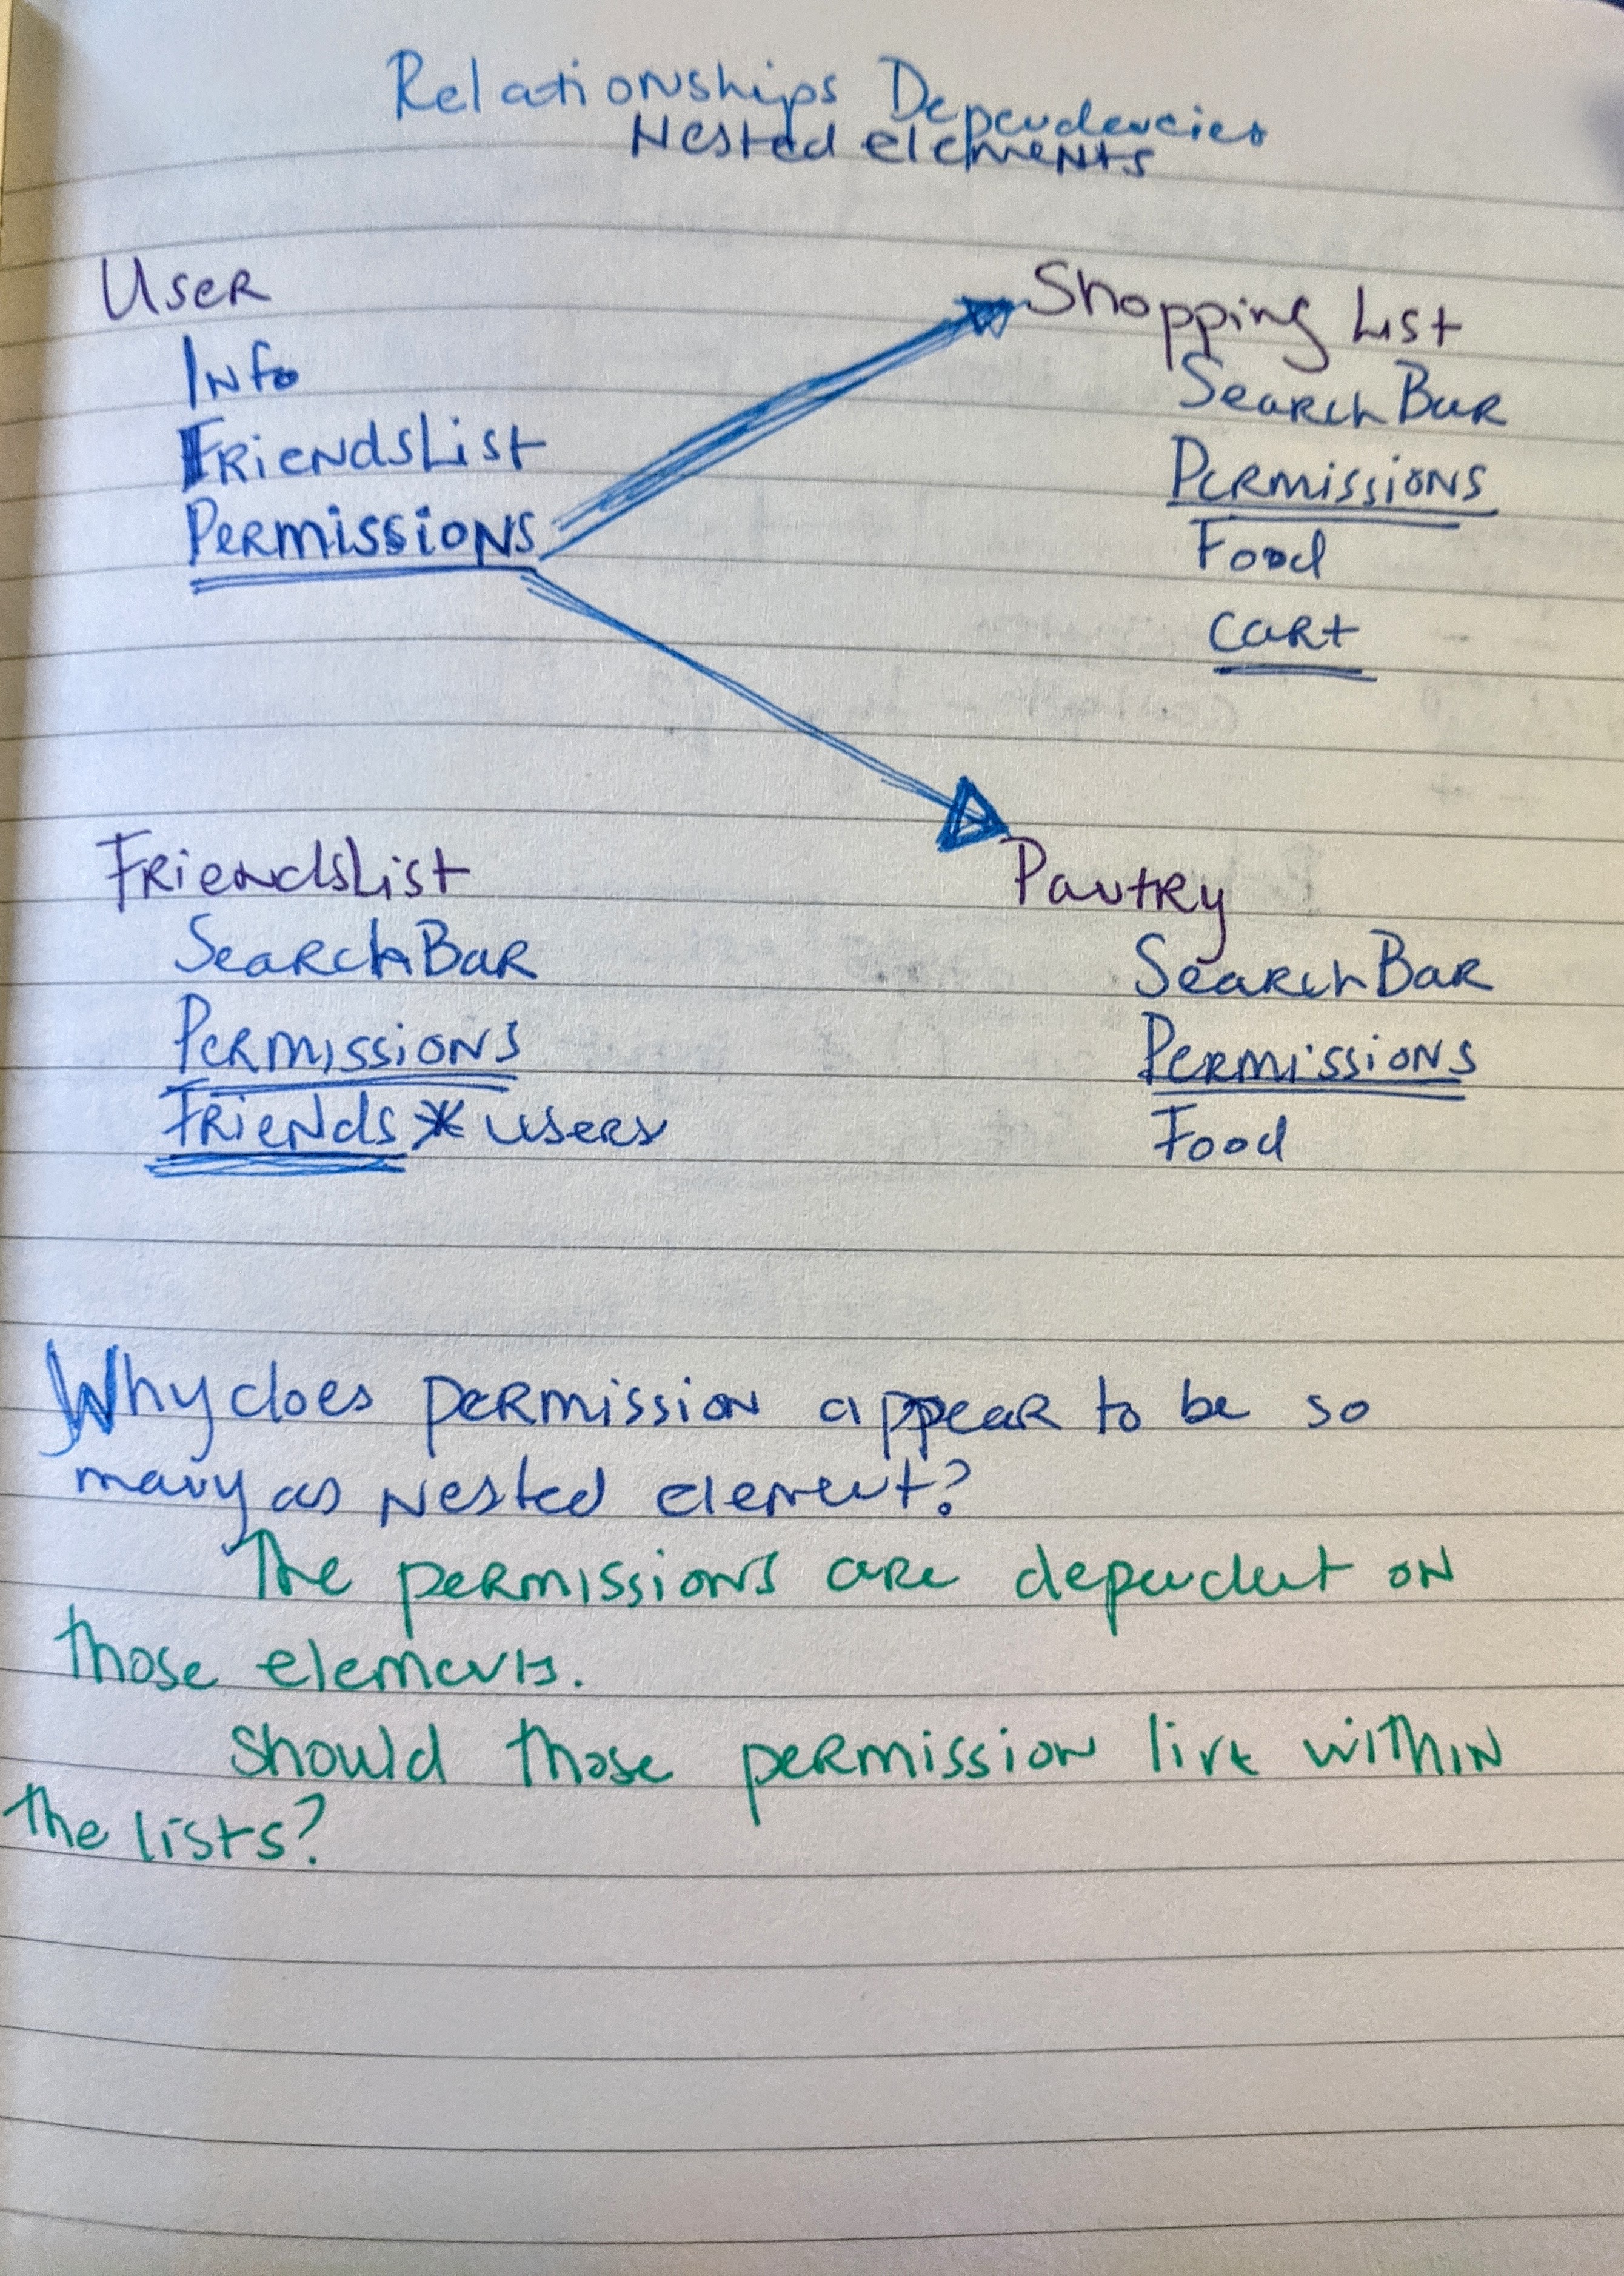 Relationships Dependencies
Nested elements
User
Info
FriendsList
Permissions
Shopping List
SearchBar
Permissions
Food
Cart
FriendsList
SearchBar
Permissions
Friends * users
Pantry
SearchBar
Permissions
Food
Why does permission appear to be so
many as nested element?
The permissions are dependent on
those elements.
Should those permission live within
the lists?